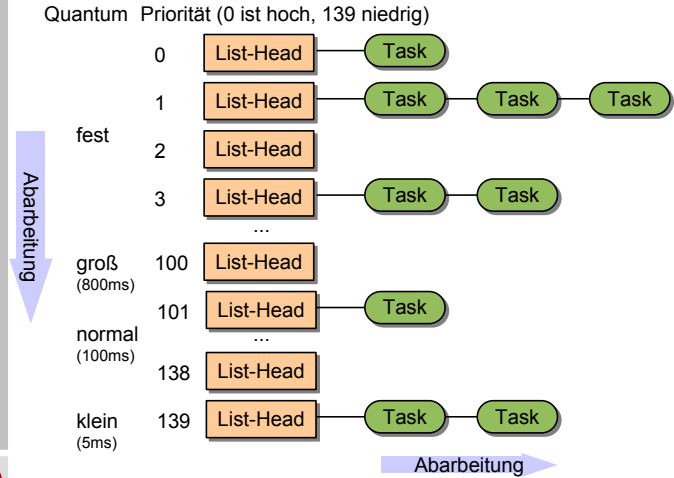 Quantum Priorität (0 ist hoch, 139 niedrig)
0 List-Head Task
1 List-Head Task Task Task
fest
2 List-Head
3 List-Head Task Task
...
Abarbeitung
groß 100 List-Head
(800ms)
101 List-Head Task
normal
(100ms)
...
138 List-Head
klein 139 List-Head Task Task
(5ms)
Abarbeitung